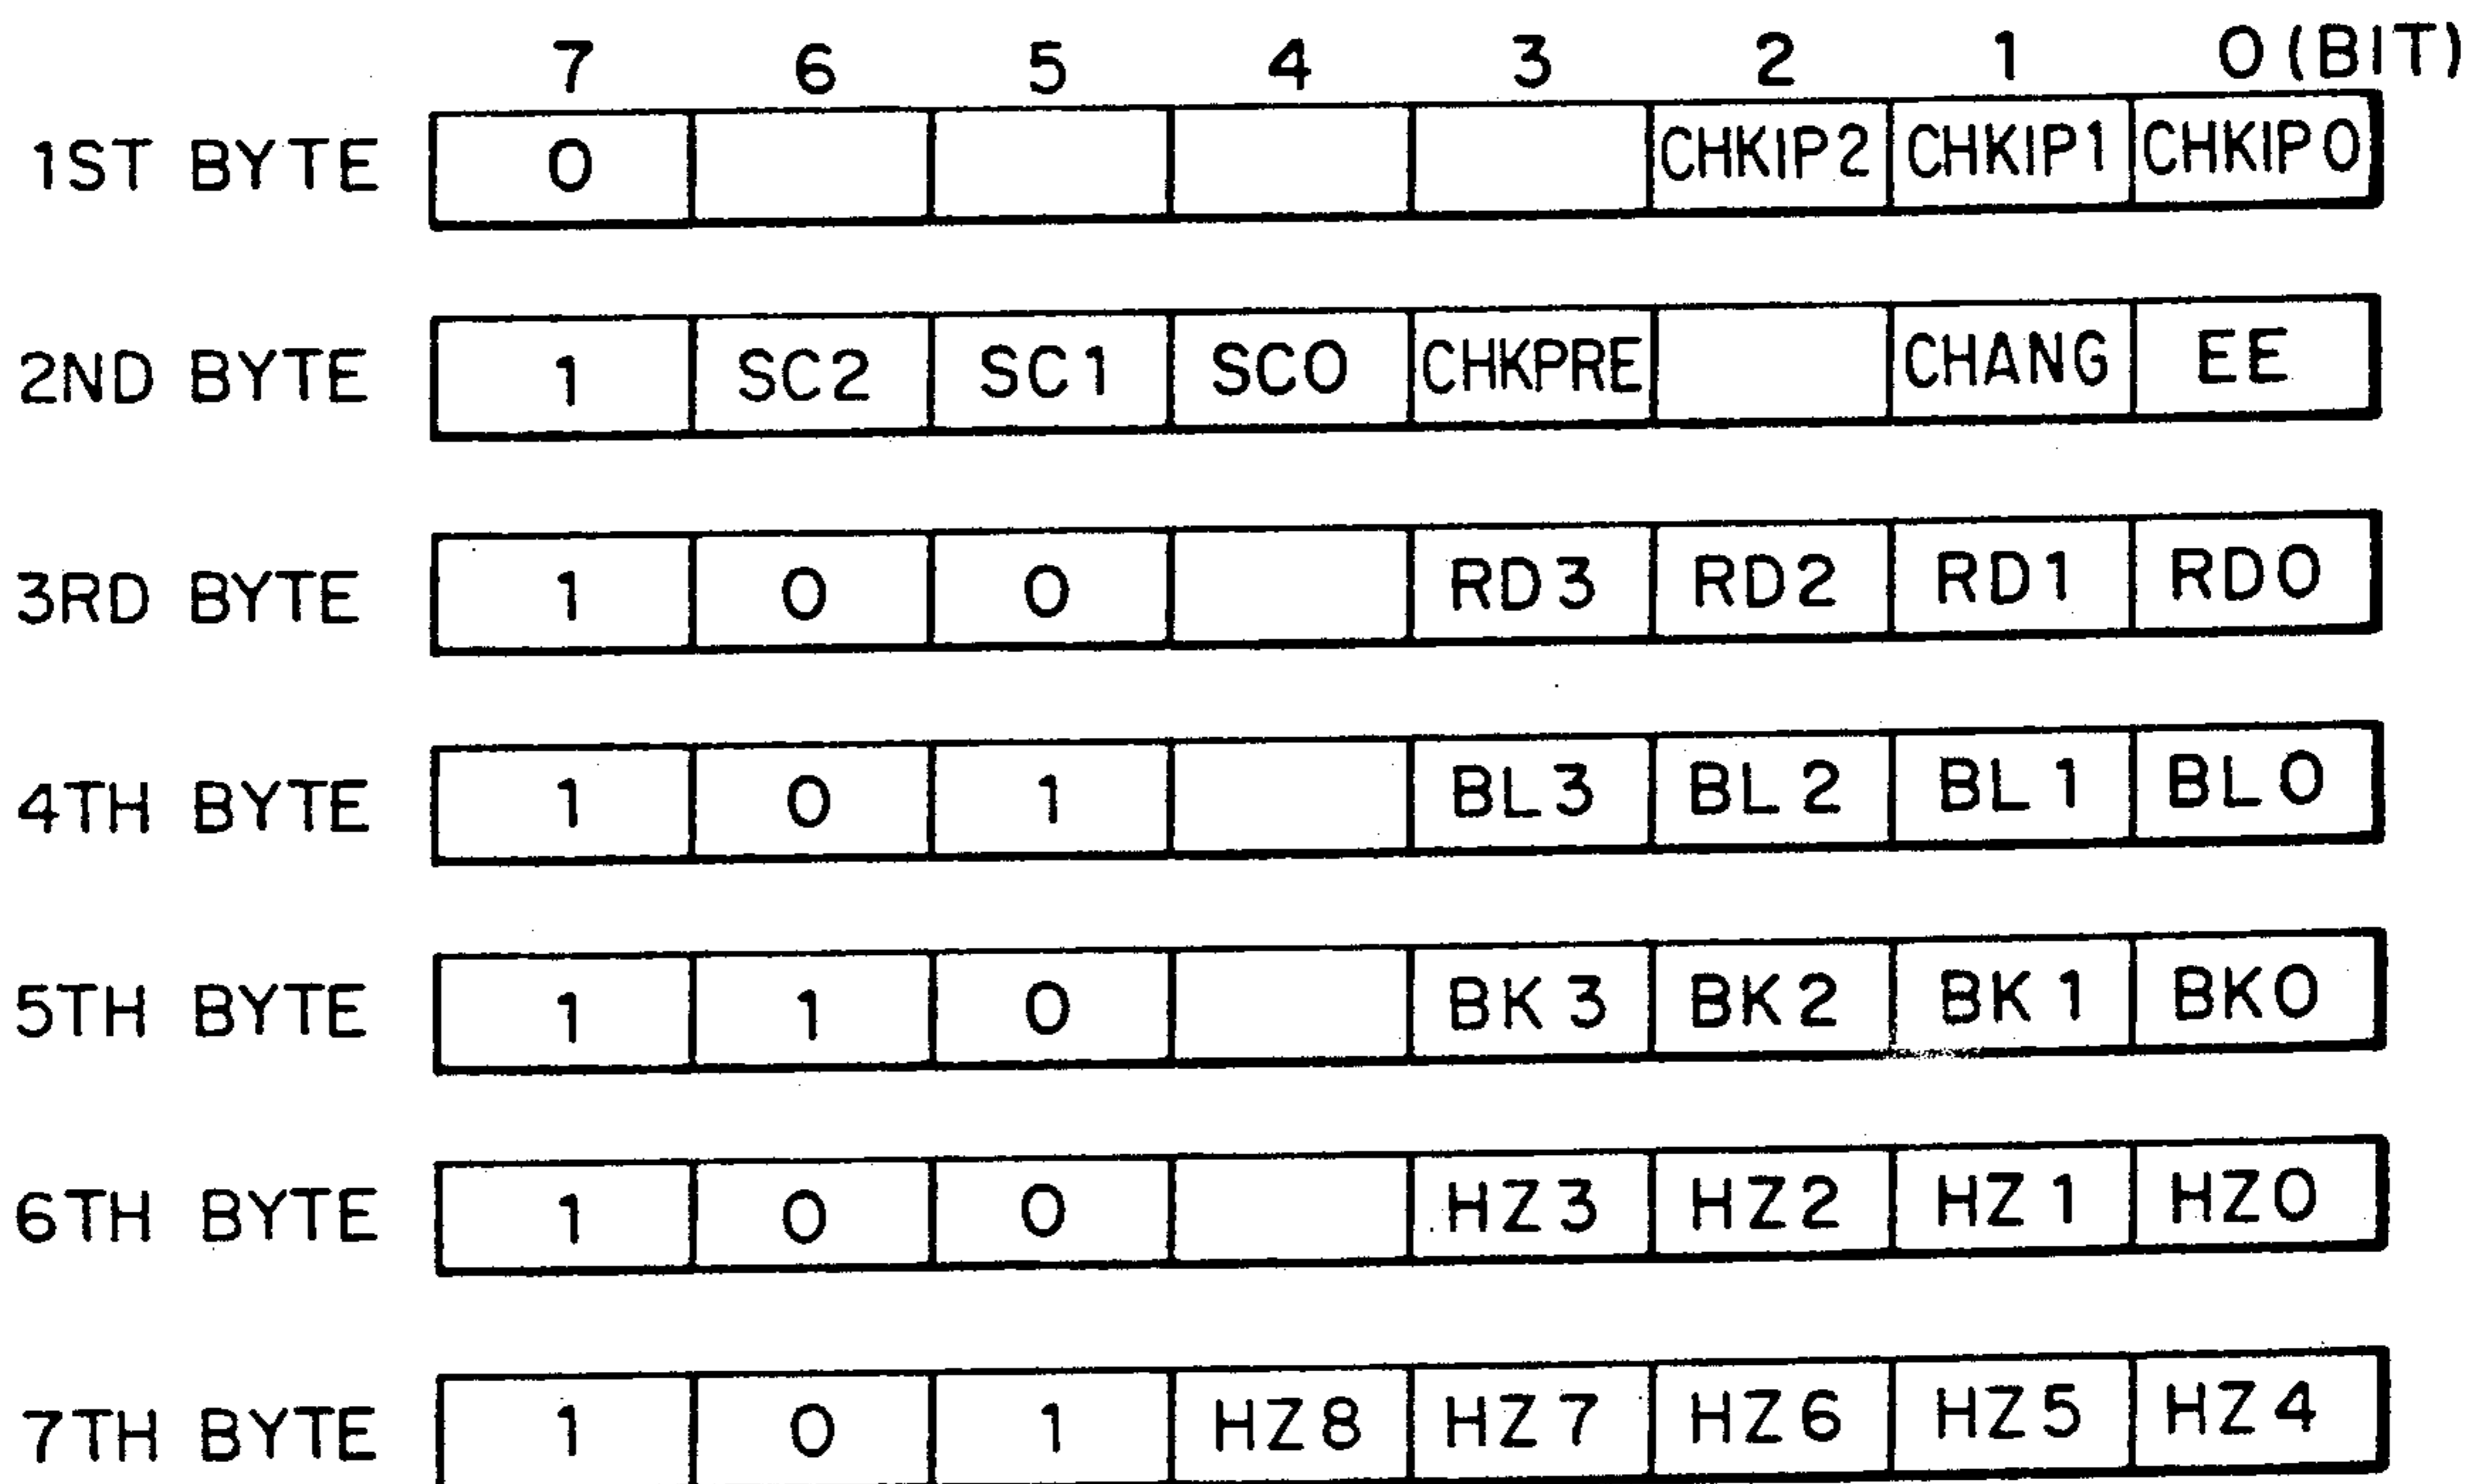 7 6 5 4 3 2 1 0 (BIT)
1ST BYTE 0 CHKIP2 CHKIP1 CHKIP0
2ND BYTE 1 SC2 SC1 SC0 CHKPRE CHANG EE
3RD BYTE 1 0 0 RD3 RD2 RD1 RD0
4TH BYTE 1 0 1 BL3 BL2 BL1 BL0
5TH BYTE 1 1 0 BK3 BK2 BK1 BK0
6TH BYTE 1 0 0 HZ3 HZ2 HZ1 HZ0
7TH BYTE 1 0 1 HZ8 HZ7 HZ6 HZ5 HZ4